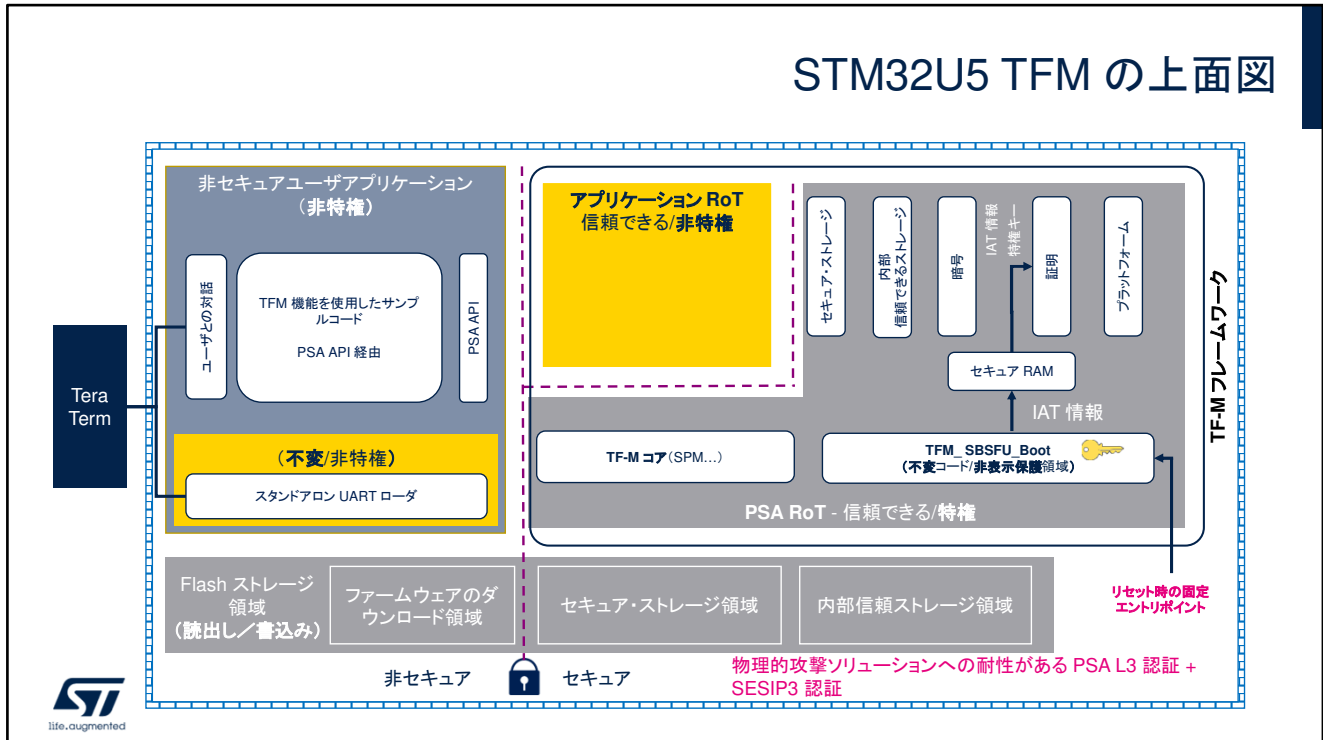 STM32U5 TFM の上面図
非セキュアユーザアプリケーション
（非特権）
ユーザとの対話
TFM 機能を使用したサンプ
ルコード
PSA API 経由
PSA API
Tera
Term
（不変/非特権）
スタンドアロン UART ローダ
アプリケーション RoT
信頼できる/非特権
セキュア・ストレージ
内部
信頼できるストレージ
暗号
IAT 情報
特権キー
証明
プラットフォーム
セキュア RAM
IAT 情報
TF-M コア（SPM...）
TFM_ SBSFU_Boot
（不変コード/非表示保護領域）
PSA RoT - 信頼できる/特権
TF-M フレームワーク
Flash ストレージ
領域
（読出し／書込み）
ファームウェアのダ
ウンロード領域
セキュア・ストレージ領域
内部信頼ストレージ領域
リセット時の固定
エントリポイント
非セキュア
セキュア
物理的攻撃ソリューションへの耐性がある PSA L3 認証 +
SESIP3 認証
ST
life.augmented